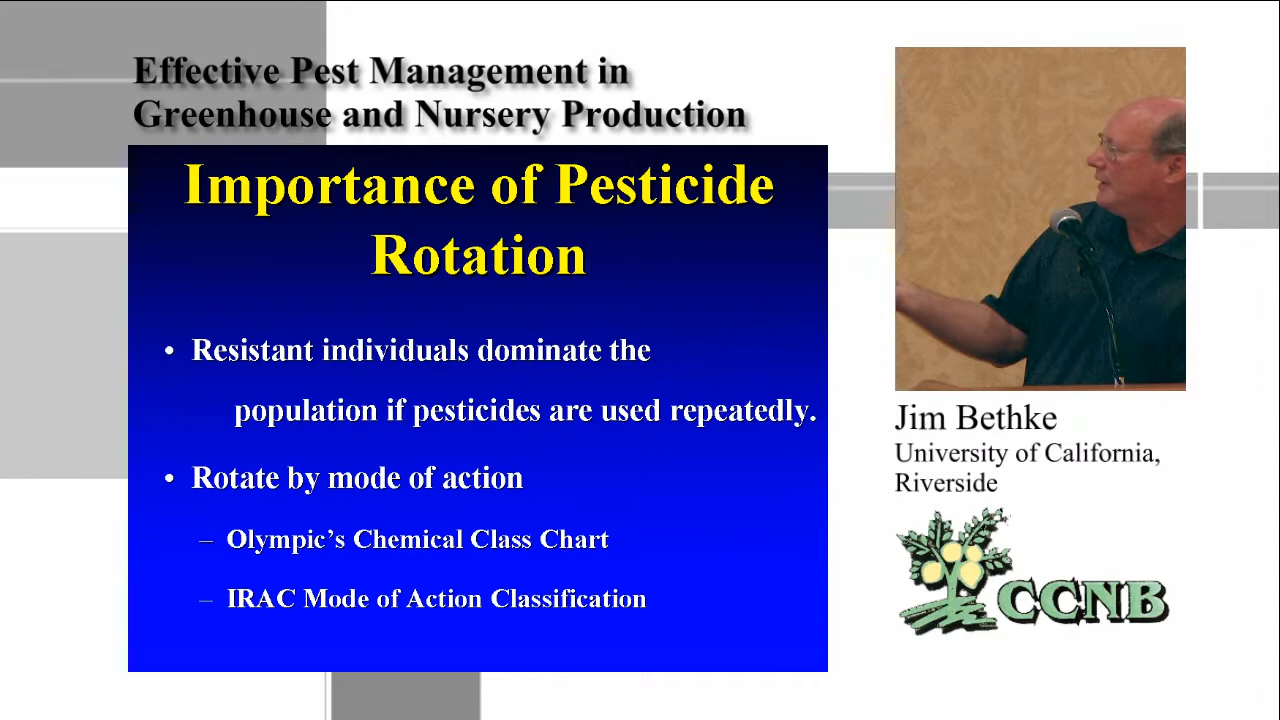 Effective Pest Management in
Greenhouse and Nursery Production
Importance of Pesticide
Rotation
• Resistant individuals dominate the
population if pesticides are used repeatedly.
• Rotate by mode of action
– Olympic's Chemical Class Chart
– IRAC Mode of Action Classification
Jim Bethke
University of California,
Riverside
CCNB